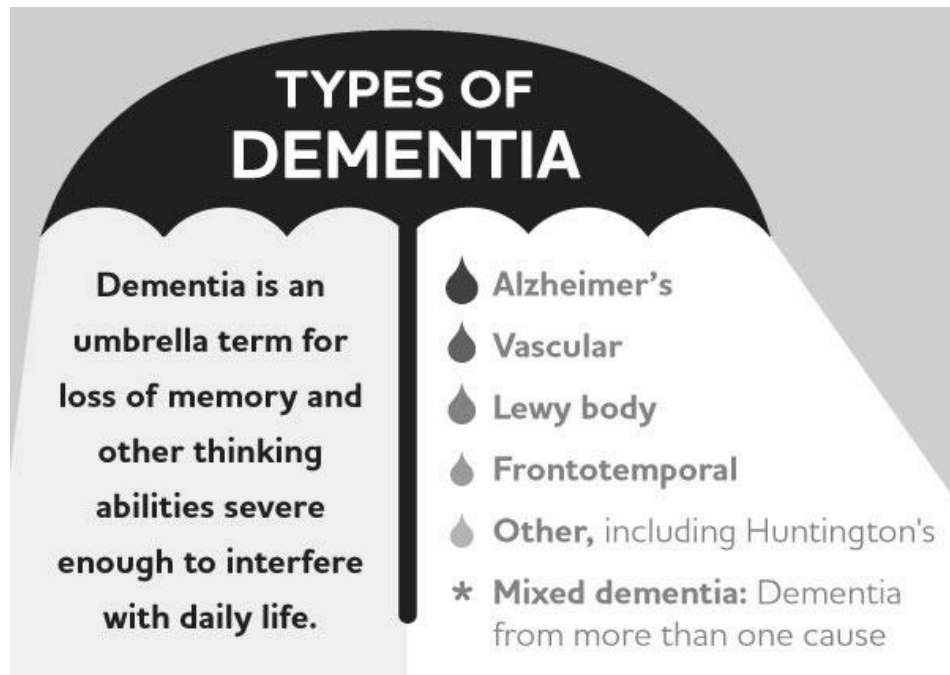 TYPES OF
DEMENTIA
Dementia is an
umbrella term for
loss of memory and
other thinking
abilities severe
enough to interfere
with daily life.
Alzheimer's
Vascular
Lewy body
Frontotemporal
Other, including Huntington's
* Mixed dementia: Dementia
from more than one cause